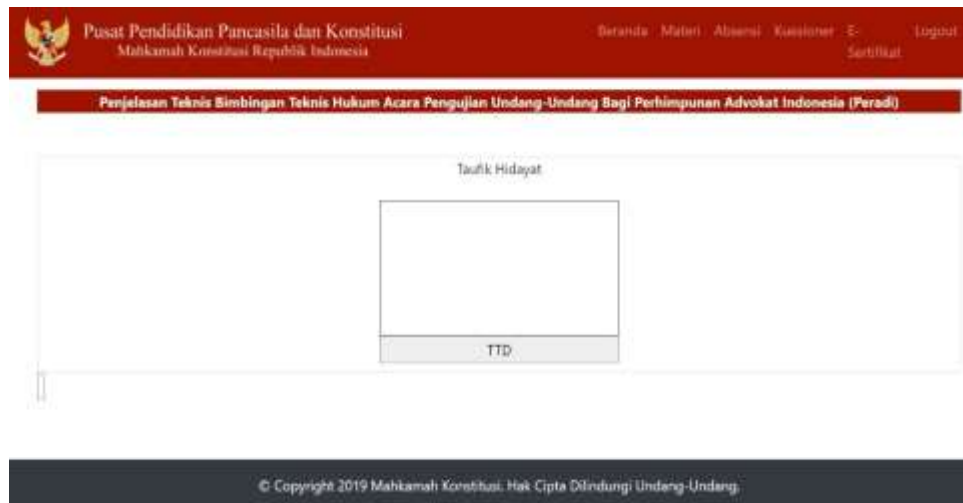 Pusat Pendidikan Pancasila dan Konstitusi
Mahkamah Konstitusi Republik Indonesia
Beranda Materi Absensi Kuesioner E-Sertifikat Logout
Penjelasan Teknis Bimbingan Teknis Hukum Acara Pengujian Undang-Undang Bagi Perhimpunan Advokat Indonesia (Peradi)
Taufik Hidayat
TTD
© Copyright 2019 Mahkamah Konstitusi. Hak Cipta Dilindungi Undang-Undang.